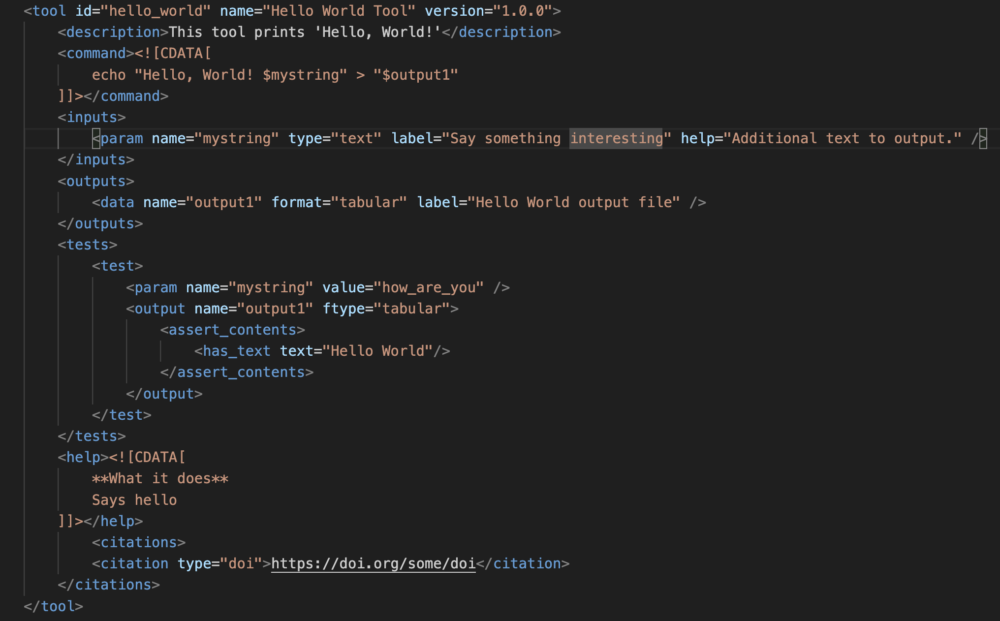 <tool id="hello_world" name="Hello World Tool" version="1.0.0">
    <description>This tool prints 'Hello, World!'</description>
    <command><![CDATA[
        echo "Hello, World! $mystring" > "$output1"
    ]]></command>
    <inputs>
        <param name="mystring" type="text" label="Say something interesting" help="Additional text to output." />
    </inputs>
    <outputs>
        <data name="output1" format="tabular" label="Hello World output file" />
    </outputs>
    <tests>
        <test>
            <param name="mystring" value="how_are_you" />
            <output name="output1" ftype="tabular">
                <assert_contents>
                    <has_text text="Hello World"/>
                </assert_contents>
            </output>
        </test>
    </tests>
    <help><![CDATA[
        **What it does**
        Says hello
    ]]></help>
        <citations>
        <citation type="doi">https://doi.org/some/doi</citation>
    </citations>
</tool>